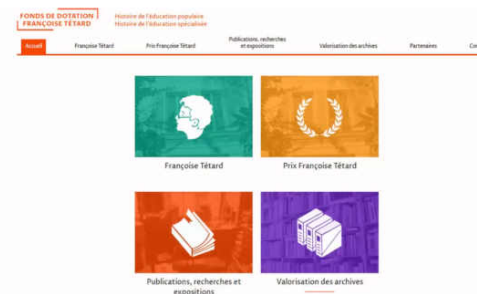 FONDS DE DOTATION
FRANÇOISE TÉTARD
Histoire de l'éducation populaire
Histoire de l'éducation spécialisée
Accueil
Françoise Tétard
Prix Françoise Tétard
Publications, recherches
et expositions
Valorisation des archives
Partenaires
Françoise Tétard
Prix Françoise Tétard
Publications, recherches et
expositions
Valorisation des archives